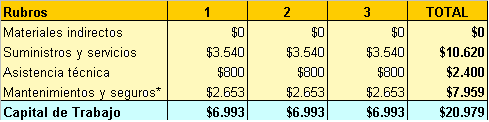 Rubros 1 2 3 TOTAL
Materiales indirectos $0 $0 $0 $0
Suministros y servicios $3.540 $3.540 $3.540 $10.620
Asistencia técnica $800 $800 $800 $2.400
Mantenimientos y seguros* $2.653 $2.653 $2.653 $7.959
Capital de Trabajo $6.993 $6.993 $6.993 $20.979